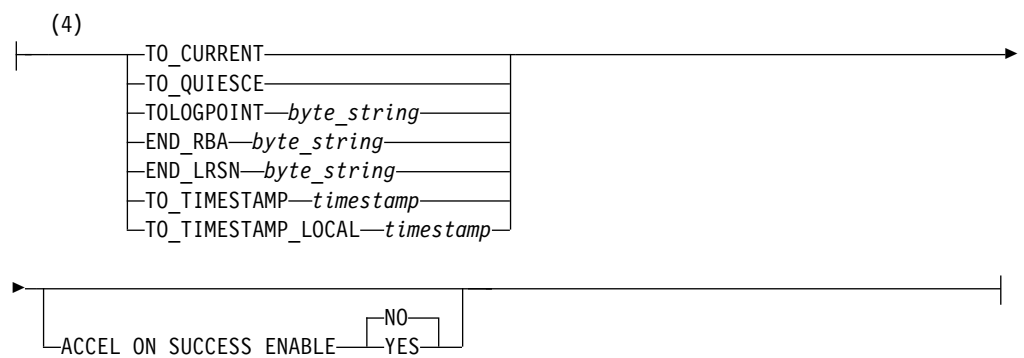 (4)
TO_CURRENT
TO_QUIESCE
TOLOGPOINT byte_string
END_RBA byte_string
END_LRSN byte_string
TO_TIMESTAMP timestamp
TO_TIMESTAMP_LOCAL timestamp
NO
ACCEL ON SUCCESS ENABLE YES